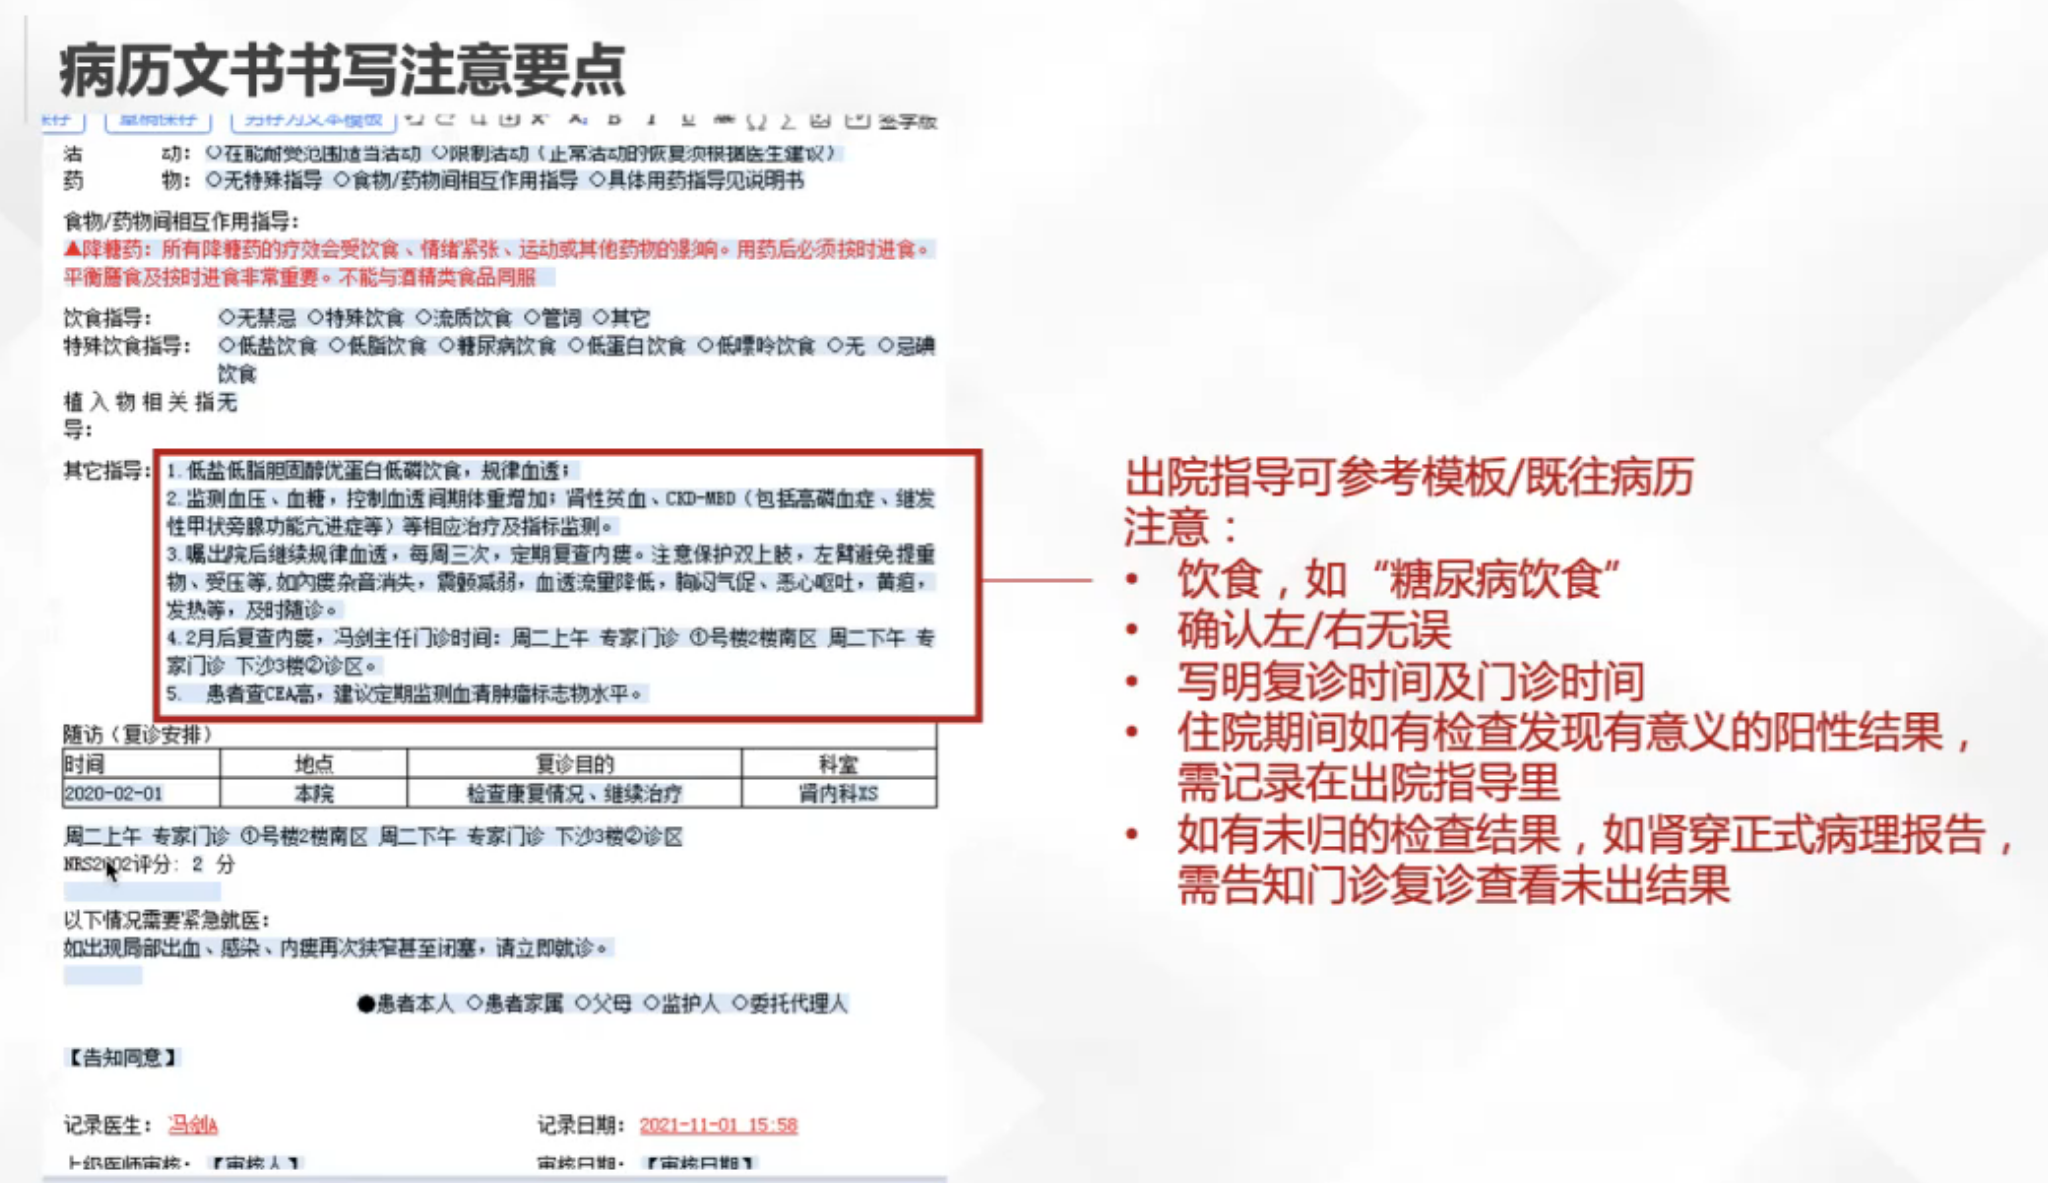 病历文书书写注意要点
保存 草稿保存 另存为文本模板 B I U 签字版
活 动：◇在能耐受范围适当活动 ◇限制活动（正常活动的恢复须根据医生建议）
药 物：◇无特殊指导 ◇食物/药物间相互作用指导 ◇具体用药指导见说明书
食物/药物间相互作用指导：
▲降糖药：所有降糖药的疗效会受饮食、情绪紧张、运动或其他药物的影响。用药后必须按时进食。
平衡膳食及按时进食非常重要。不能与酒精类食品同服
饮食指导： ◇无禁忌 ◇特殊饮食 ◇流质饮食 ◇管饲 ◇其它
特殊饮食指导： ◇低盐饮食 ◇低脂饮食 ◇糖尿病饮食 ◇低蛋白饮食 ◇低嘌呤饮食 ◇无 ◇忌碘
饮食
植入物相关指无
导：
其它指导：1.低盐低脂胆固醇优蛋白低磷饮食，规律血透；
2.监测血压、血糖，控制血透间期体重增加；肾性贫血、CKD-MBD（包括高磷血症、继发
性甲状旁腺功能亢进症等）等相应治疗及指标监测。
3.嘱出院后继续规律血透，每周三次，定期复查内瘘。注意保护双上肢，左臂避免提重
物、受压等,如内瘘杂音消失，震颤减弱，血透流量降低，胸闷气促、恶心呕吐，黄疸，
发热等，及时随诊。
4.2月后复查内瘘，冯剑主任门诊时间：周二上午 专家门诊 ①号楼2楼南区 周二下午 专
家门诊 下沙3楼②诊区。
5. 患者查CEA高，建议定期监测血清肿瘤标志物水平。
出院指导可参考模板/既往病历
注意：
• 饮食，如“糖尿病饮食”
• 确认左/右无误
• 写明复诊时间及门诊时间
• 住院期间如有检查发现有意义的阳性结果，
需记录在出院指导里
• 如有未归的检查结果，如肾穿正式病理报告，
需告知门诊复诊查看未出结果
随访（复诊安排）
时间 地点 复诊目的 科室
2020-02-01 本院 检查康复情况、继续治疗 肾内科XS
周二上午 专家门诊 ①号楼2楼南区 周二下午 专家门诊 下沙3楼②诊区
NRS2002评分：2 分
以下情况需要紧急就医：
如出现局部出血、感染、内瘘再次狭窄甚至闭塞，请立即就诊。
●患者本人 ◇患者家属 ◇父母 ◇监护人 ◇委托代理人
【告知同意】
记录医生：冯剑A 记录日期：2021-11-01 15:58
上级医师审核：【审核人】 审核日期：【审核日期】